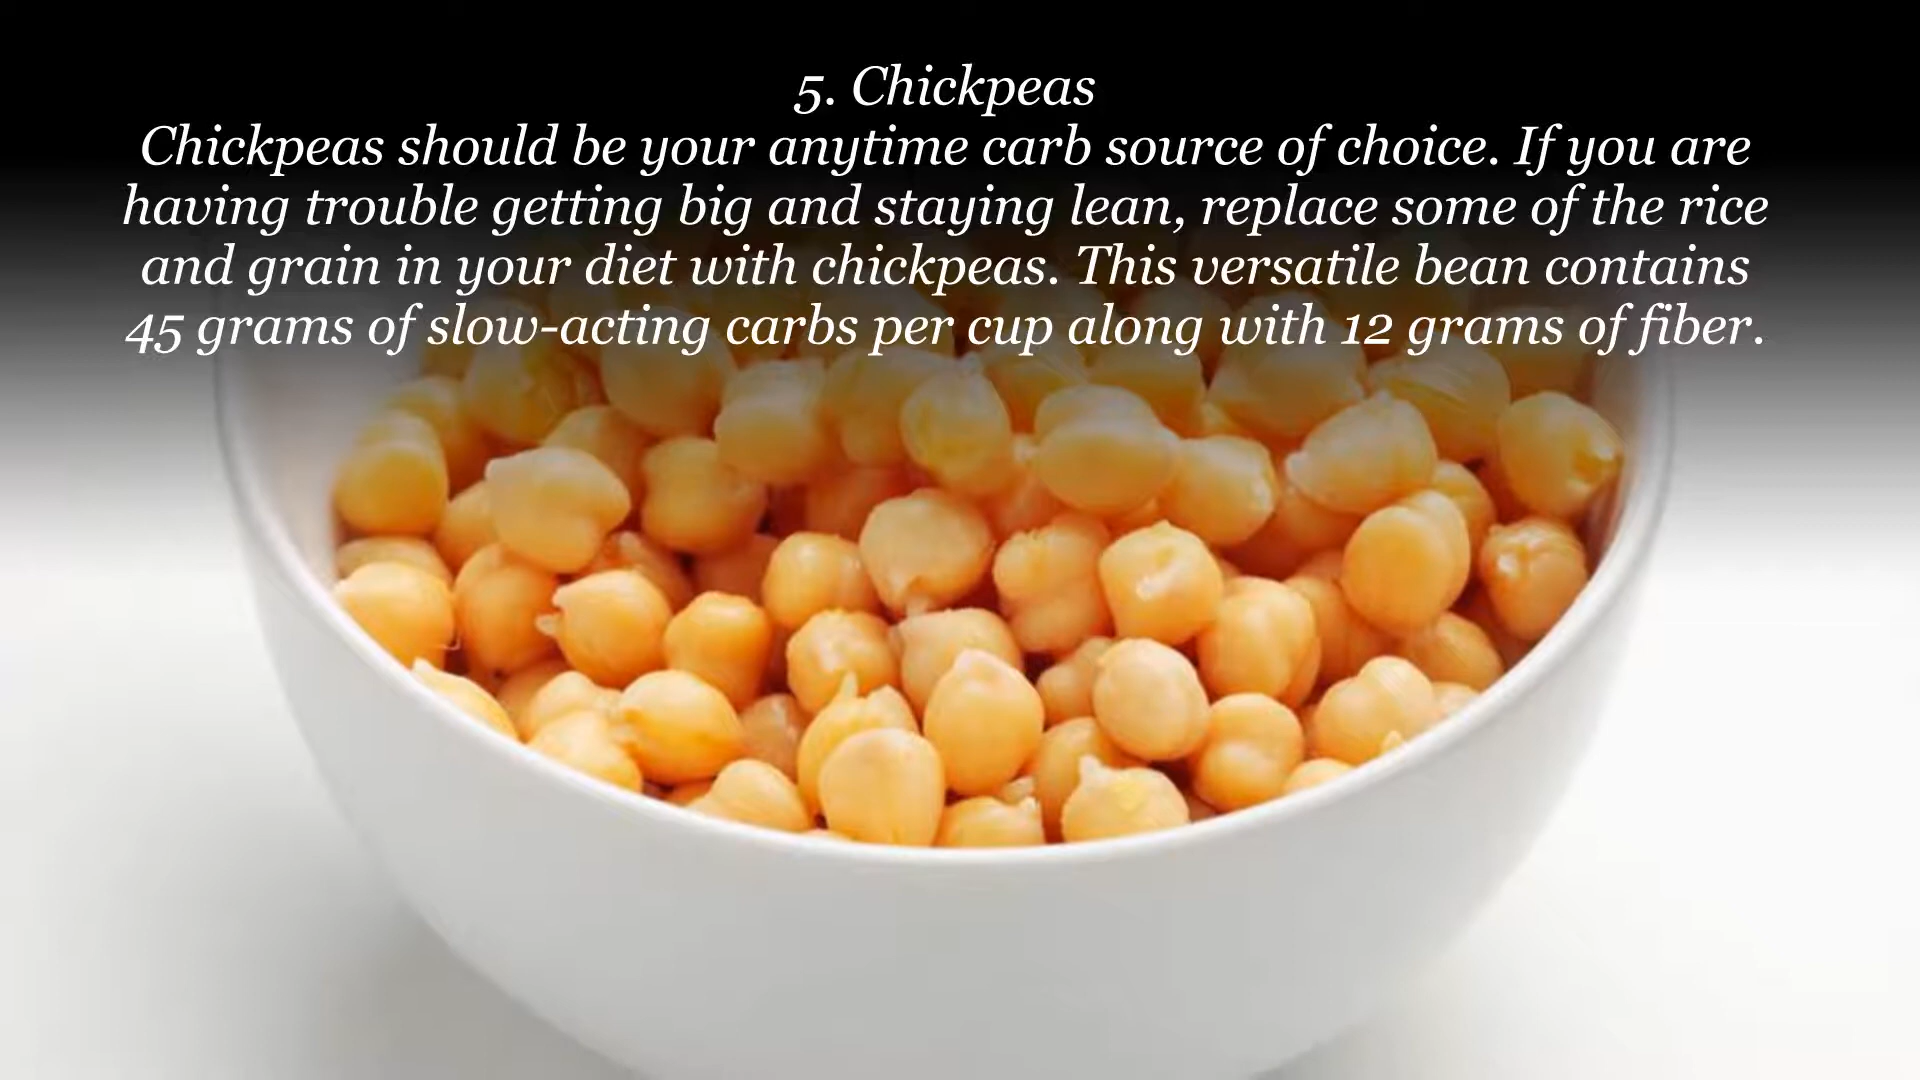 5. Chickpeas
Chickpeas should be your anytime carb source of choice. If you are
having trouble getting big and staying lean, replace some of the rice
and grain in your diet with chickpeas. This versatile bean contains
45 grams of slow-acting carbs per cup along with 12 grams of fiber.